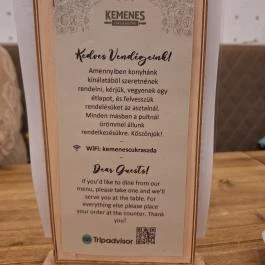 KEMENES
Kedves Vendégeink!
Amennyiben konyhánk
kínálatából szeretnének
rendelni, kérjük, vegyenek egy
étlapot, és felvesszük
rendelésüket az asztalnál.
Minden másban a pultnál
örömmel állunk
rendelkezésükre. Köszönjük!
WiFi: kemenescukraszda
Dear Guests!
If you'd like to dine from our
menu, please take one and we'll
serve you at the table. For
everything else please place
your order at the counter. Thank
you!
Tripadvisor